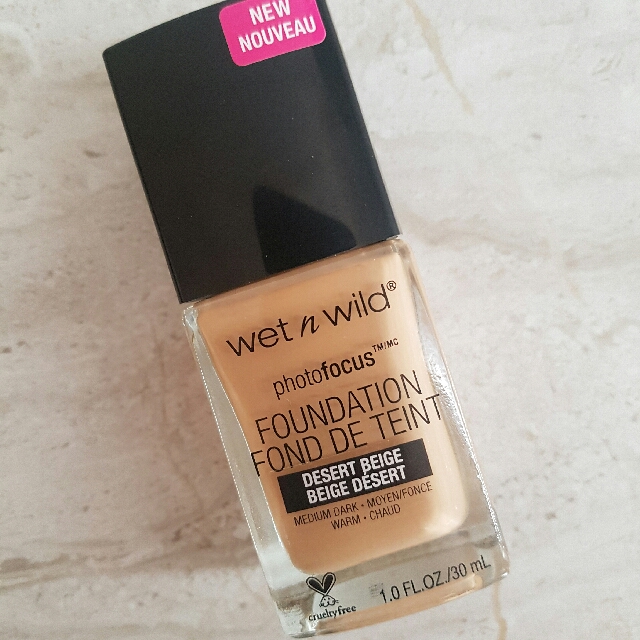 NEW
NOUVEAU
wet n wild®
photofocus™/MC
FOUNDATION
FOND DE TEINT
DESERT BEIGE
BEIGE DÉSERT
MEDIUM DARK • MOYEN/FONCE
WARM • CHAUD
crueltyfree
1.0 FL.OZ./30 mL